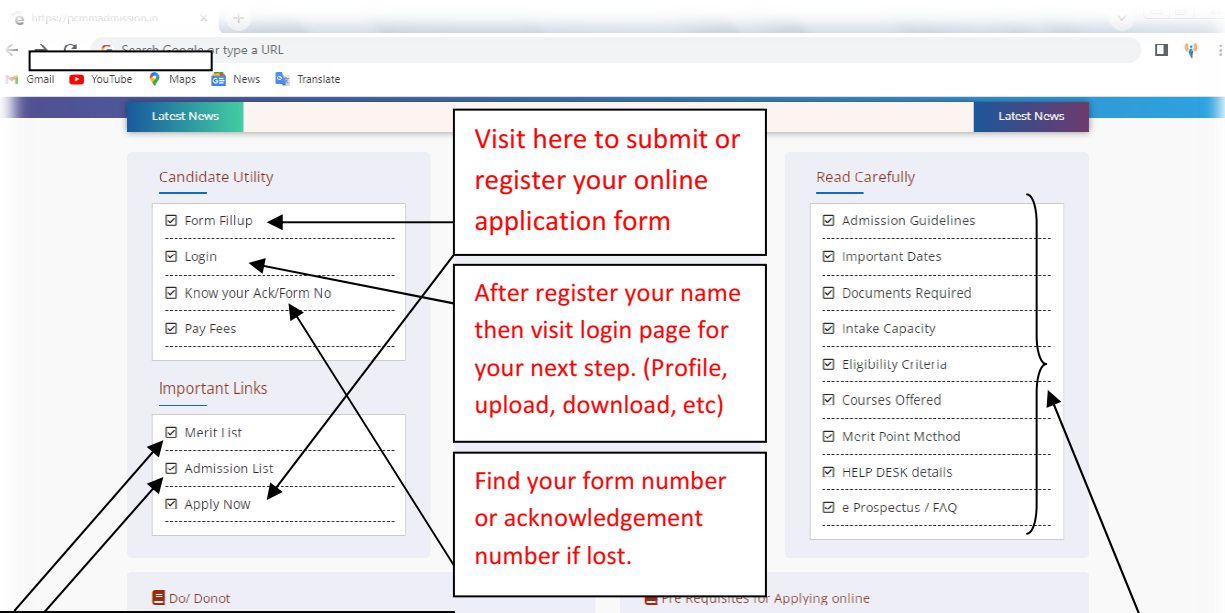 https://pcmmadmission.in
Search Google or type a URL
Gmail YouTube Maps News Translate
Latest News
Latest News
Candidate Utility
Form Fillup
Login
Know your Ack/Form No
Pay Fees
Important Links
Merit List
Admission List
Apply Now
Visit here to submit or
register your online
application form
After register your name
then visit login page for
your next step. (Profile,
upload, download, etc)
Find your form number
or acknowledgement
number if lost.
Read Carefully
Admission Guidelines
Important Dates
Documents Required
Intake Capacity
Eligibility Criteria
Courses Offered
Merit Point Method
HELP DESK details
e Prospectus / FAQ
Do/ Donot
Pre Requisites for Applying online